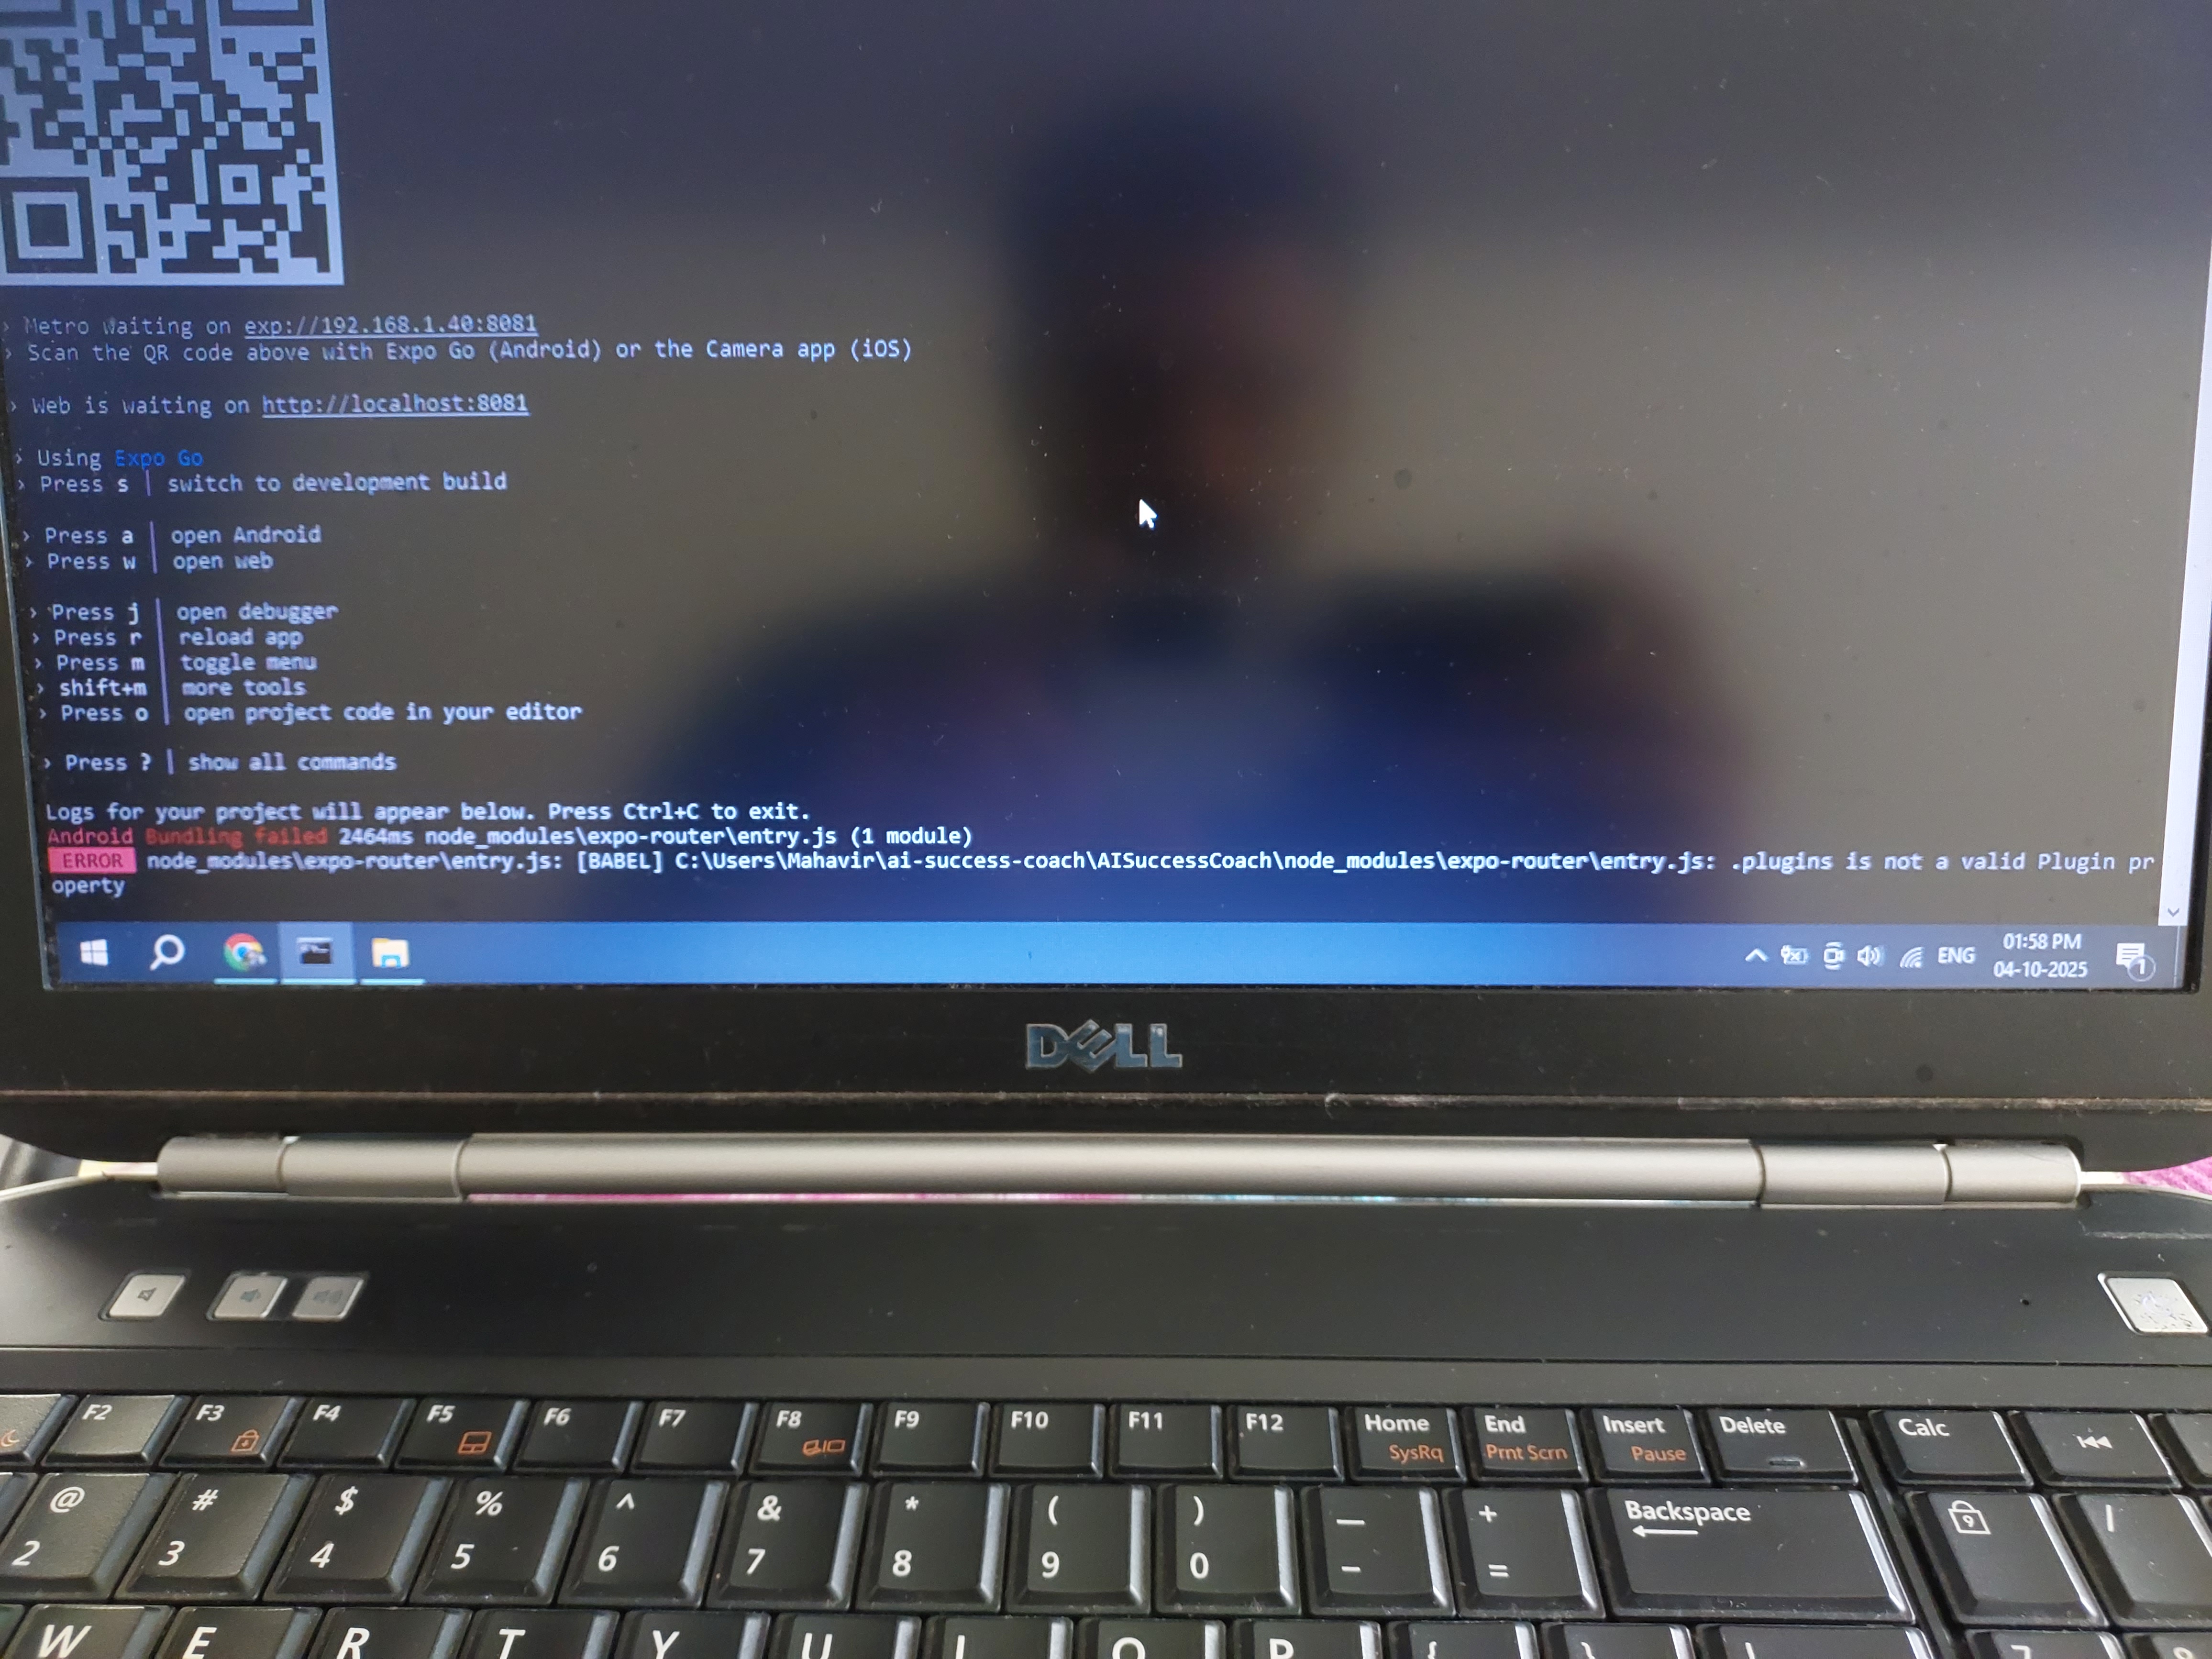 › Metro waiting on exp://192.168.1.40:8081
› Scan the QR code above with Expo Go (Android) or the Camera app (iOS)
› Web is waiting on http://localhost:8081
› Using Expo Go
› Press s │ switch to development build
› Press a │ open Android
› Press w │ open web
› Press j │ open debugger
› Press r │ reload app
› Press m │ toggle menu
› shift+m │ more tools
› Press o │ open project code in your editor
› Press ? │ show all commands
Logs for your project will appear below. Press Ctrl+C to exit.
Android Bundling failed 2464ms node_modules\expo-router\entry.js (1 module)
ERROR node_modules\expo-router\entry.js: [BABEL] C:\Users\Mahavir\ai-success-coach\AISuccessCoach\node_modules\expo-router\entry.js: .plugins is not a valid Plugin pr
operty
ENG
01:58 PM
04-10-2025
1
DELL
F2 F3 F4 F5 F6 F7 F8 F9 F10 F11 F12 Home End Insert Delete Calc
SysRq Prnt Scrn Pause
@ # $ % ^ & * ( ) — + Backspace
2 3 4 5 6 7 8 9 0 - = 9
W E R T Y U I O P { }